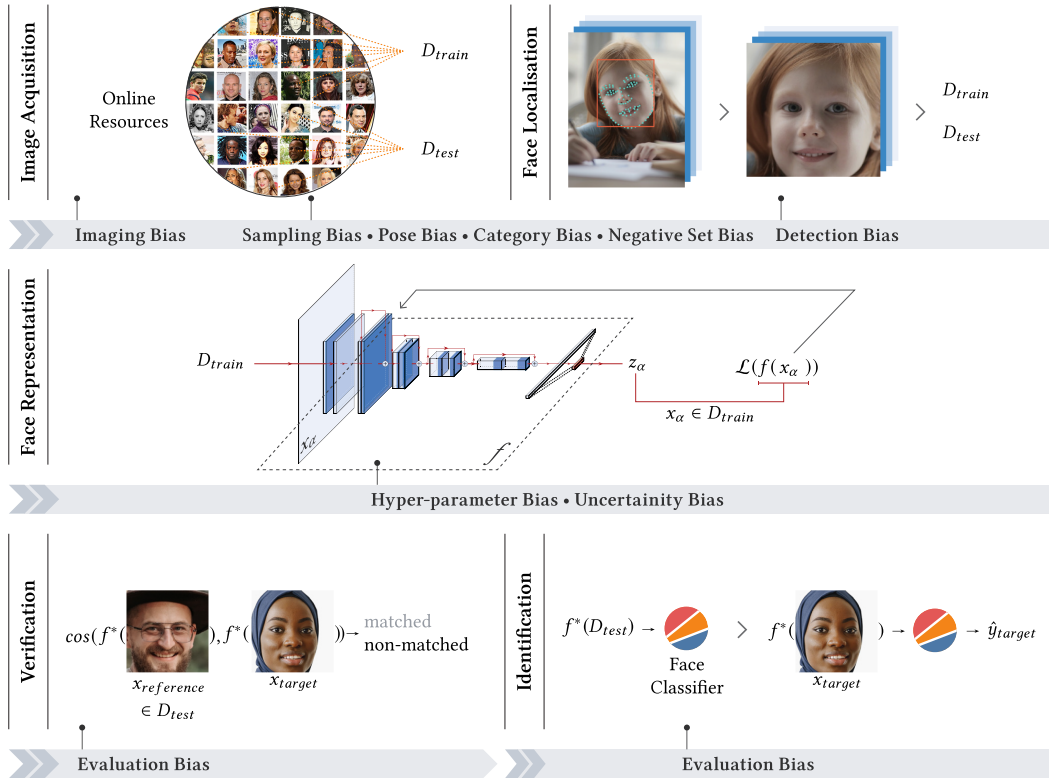 Image Acquisition
Online
Resources
D_train
D_test
Face Localisation
D_train
D_test
Imaging Bias
Sampling Bias • Pose Bias • Category Bias • Negative Set Bias
Detection Bias
Face Representation
D_train
x_α
f
z_α
ℒ(f(x_α))
x_α ∈ D_train
Hyper-parameter Bias • Uncertainity Bias
Verification
cos(f*( ), f*( )) → matched
non-matched
x_reference
∈ D_test
x_target
Identification
f*(D_test) →
Face
Classifier
> f*( ) → → ŷ_target
x_target
Evaluation Bias
Evaluation Bias